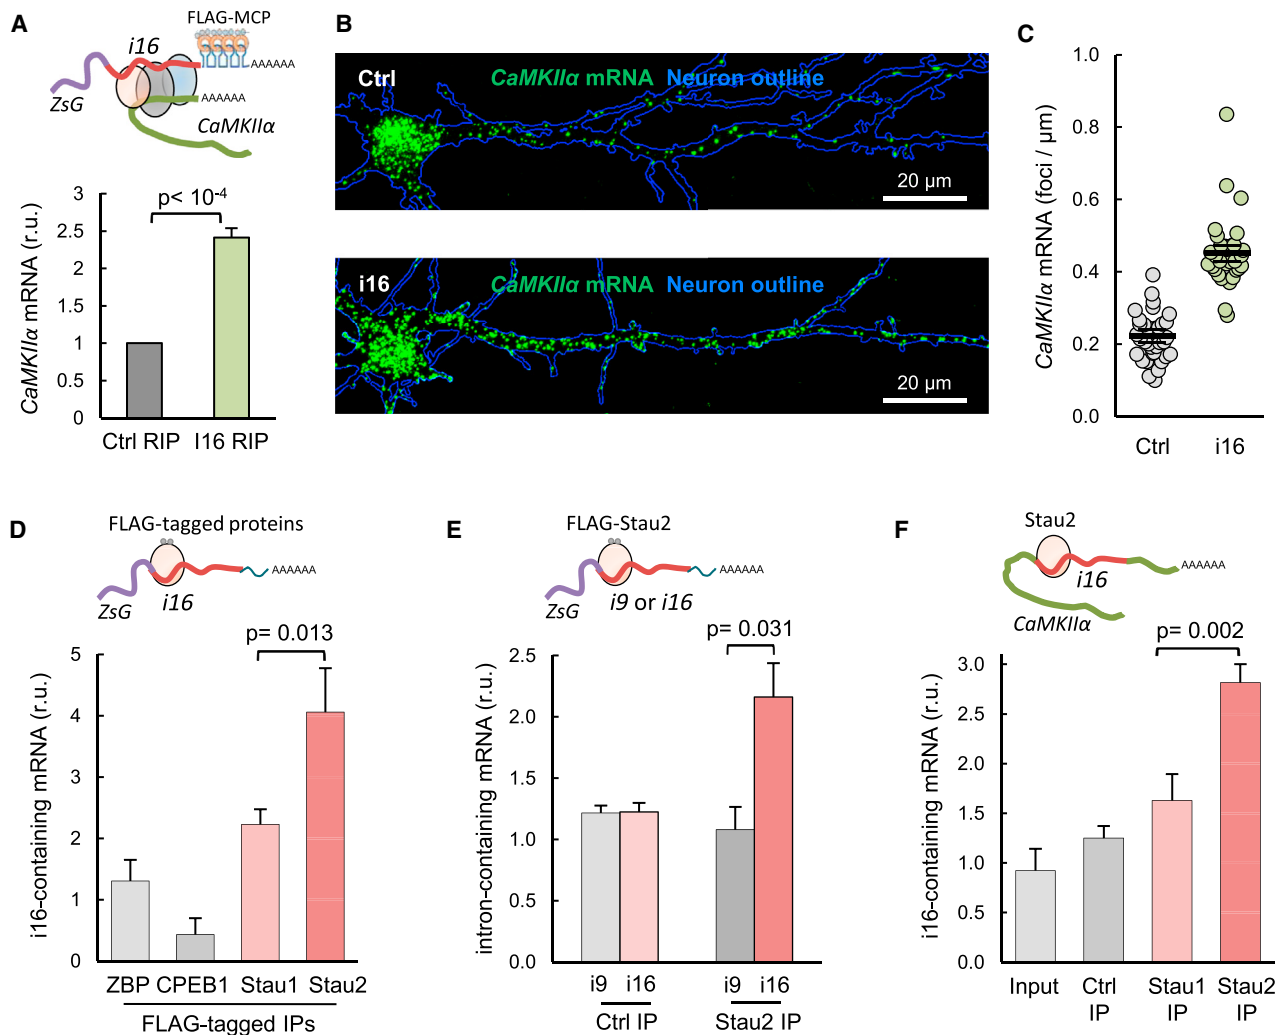 A
FLAG-MCP
i16
AAAAAA
ZsG
AAAAAA
CaMKIIα
CaMKIIα mRNA (r.u.)
3
2.5
2
1.5
1
0.5
0
p< 10-4
Ctrl RIP
I16 RIP
B
Ctrl
CaMKIIα mRNA
Neuron outline
20 µm
i16
CaMKIIα mRNA
Neuron outline
20 µm
C
CaMKIIα mRNA (foci / µm)
1.0
0.8
0.6
0.4
0.2
0.0
Ctrl
i16
D
FLAG-tagged proteins
AAAAAA
ZsG
i16
p= 0.013
i16-containing mRNA (r.u.)
5
4
3
2
1
0
ZBP CPEB1 Stau1 Stau2
FLAG-tagged IPs
E
FLAG-Stau2
AAAAAA
ZsG
i9 or i16
p= 0.031
intron-containing mRNA (r.u.)
2.5
2.0
1.5
1.0
0.5
0.0
i9 i16 i9 i16
Ctrl IP Stau2 IP
F
Stau2
AAAAAA
i16
CaMKIIα
p= 0.002
i16-containing mRNA (r.u.)
3.0
2.5
2.0
1.5
1.0
0.5
0.0
Input Ctrl Stau1 Stau2
IP IP IP